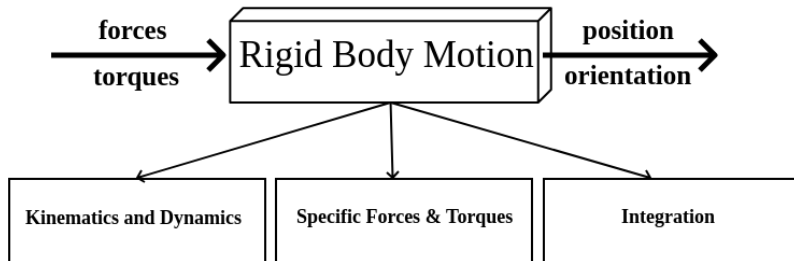 forces
torques
Rigid Body Motion
position
orientation
Kinematics and Dynamics
Specific Forces & Torques
Integration